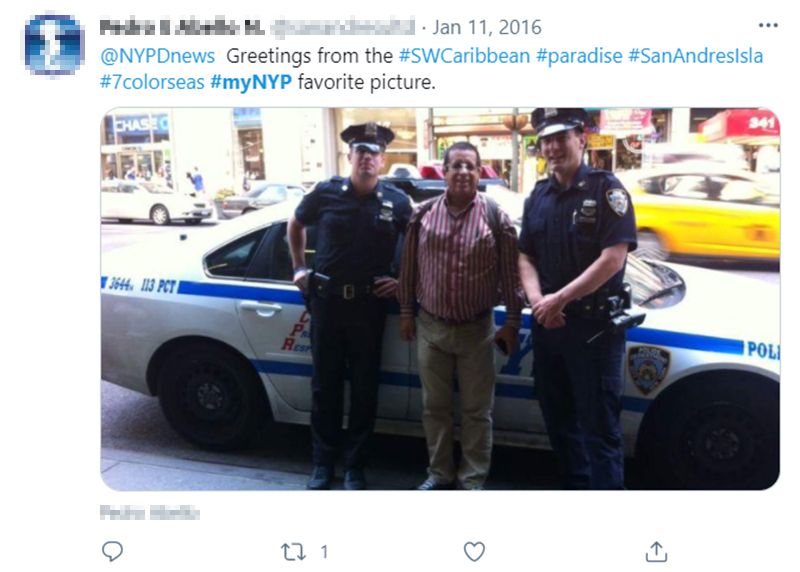 · Jan 11, 2016
@NYPDnews Greetings from the #SWCaribbean #paradise #SanAndresIsla
#7colorseas #myNYP favorite picture.
CHASE
341
3644 113 PCT
POLI
1